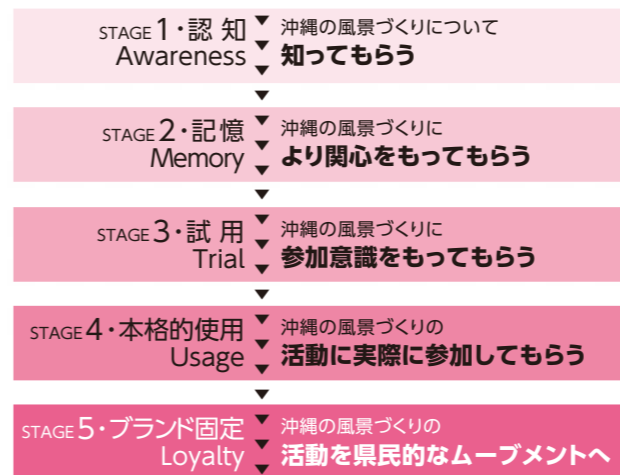 STAGE 1・認 知
Awareness
沖縄の風景づくりについて
知ってもらう
STAGE 2・記憶
Memory
沖縄の風景づくりに
より関心をもってもらう
STAGE 3・試 用
Trial
沖縄の風景づくりに
参加意識をもってもらう
STAGE 4・本格的使用
Usage
沖縄の風景づくりの
活動に実際に参加してもらう
STAGE 5・ブランド固定
Loyalty
沖縄の風景づくりの
活動を県民的なムーブメントへ